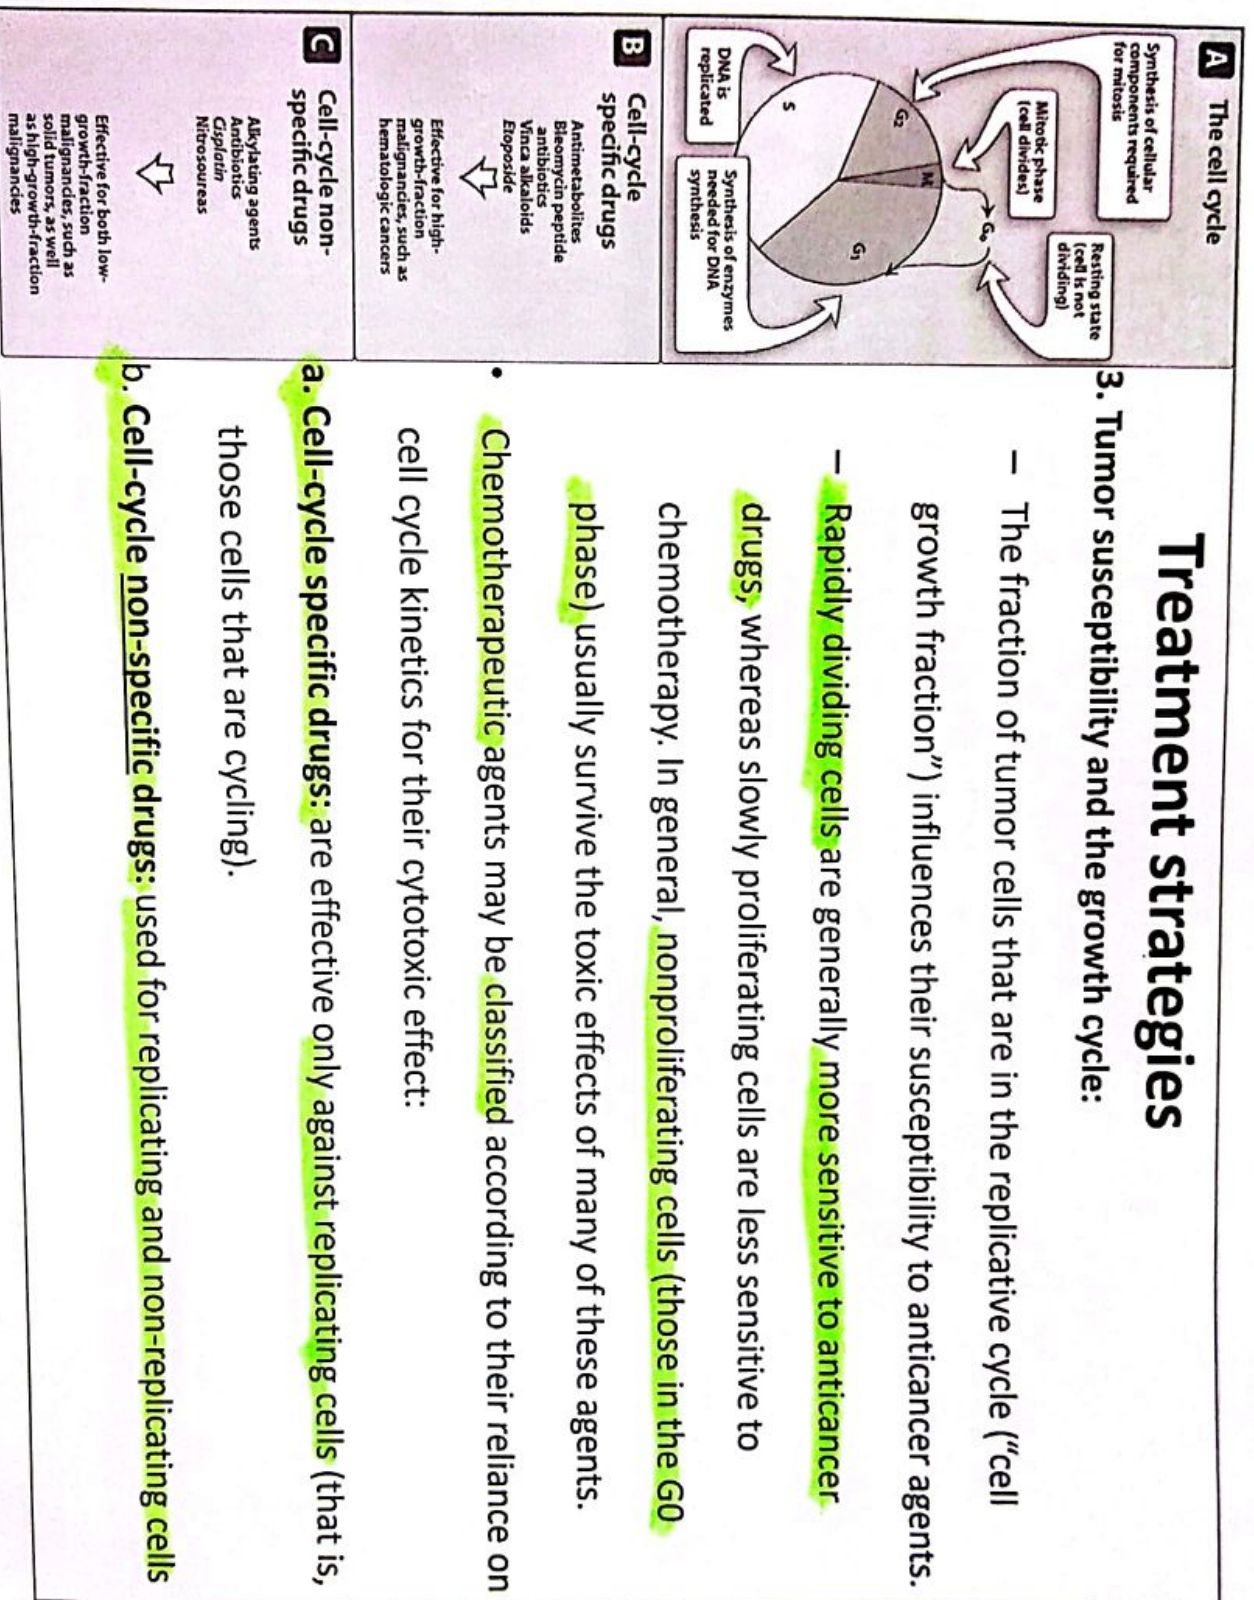 Treatment strategies
3. Tumor susceptibility and the growth cycle:
– The fraction of tumor cells that are in the replicative cycle (“cell
growth fraction”) influences their susceptibility to anticancer agents.
– Rapidly dividing cells are generally more sensitive to anticancer
drugs, whereas slowly proliferating cells are less sensitive to
chemotherapy. In general, nonproliferating cells (those in the G0
phase) usually survive the toxic effects of many of these agents.
• Chemotherapeutic agents may be classified according to their reliance on
cell cycle kinetics for their cytotoxic effect:
a. Cell-cycle specific drugs: are effective only against replicating cells (that is,
those cells that are cycling).
b. Cell-cycle non-specific drugs: used for replicating and non-replicating cells
A The cell cycle
Synthesis of cellular
components required
for mitosis
Mitotic phase
(cell divides)
Resting state
(cell is not
dividing)
G₂
M
G₀
S
G₁
DNA is
replicated
Synthesis of enzymes
needed for DNA
synthesis
B Cell-cycle
specific drugs
Antimetabolites
Bleomycin peptide
antibiotics
Vinca alkaloids
Etoposide
Effective for high-
growth-fraction
malignancies, such as
hematologic cancers
C Cell-cycle non-
specific drugs
Alkylating agents
Antibiotics
Cisplatin
Nitrosoureas
Effective for both low-
growth-fraction
malignancies, such as
solid tumors, as well
as high-growth-fraction
malignancies